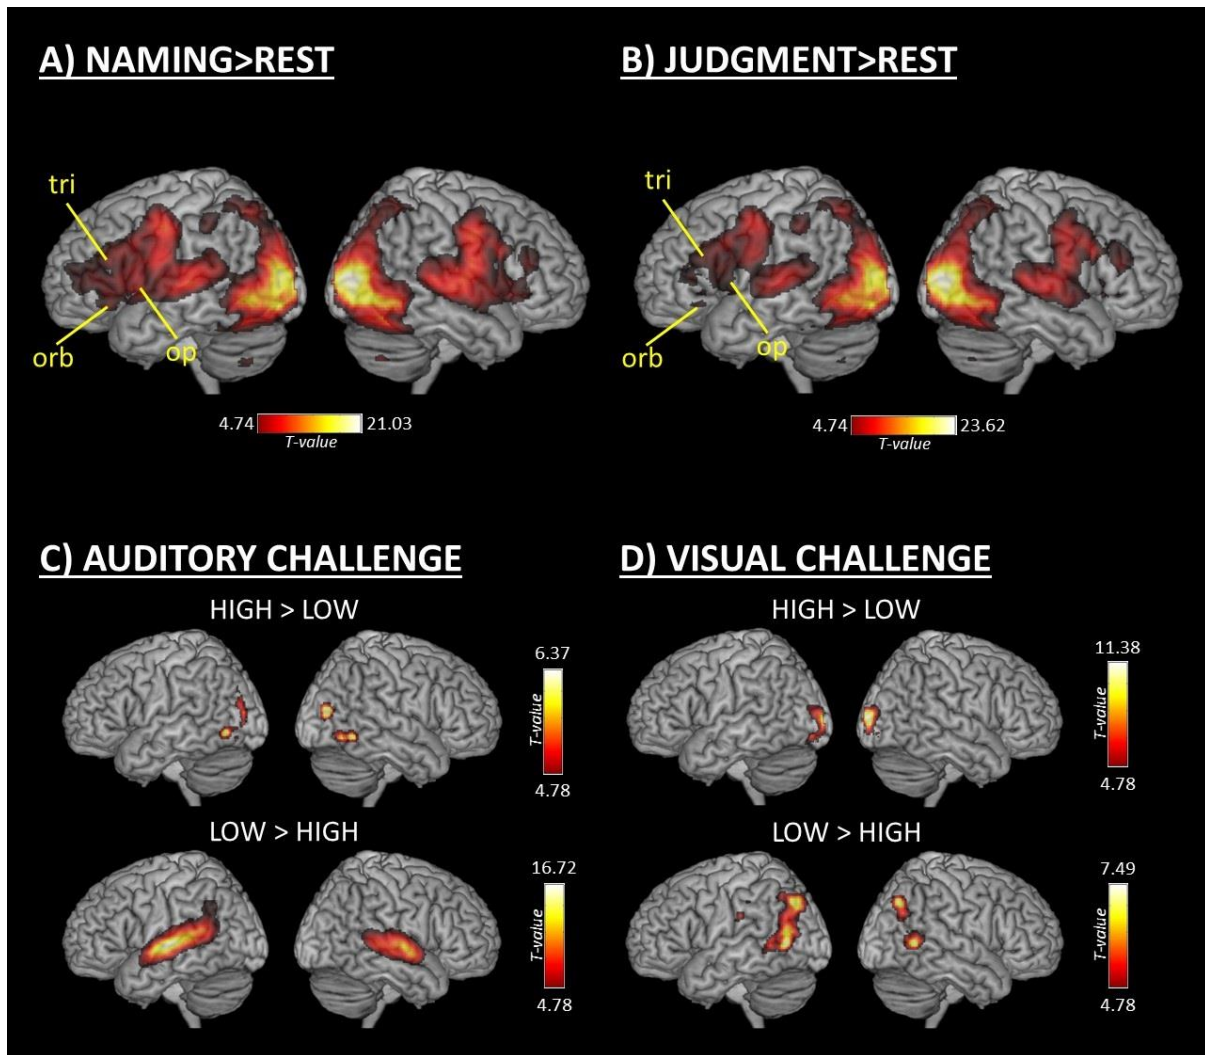 A) NAMING>REST
B) JUDGMENT>REST
tri
orb
op
4.74
21.03
T-value
tri
orb
op
4.74
23.62
T-value
C) AUDITORY CHALLENGE
HIGH > LOW
6.37
T-value
4.78
LOW > HIGH
16.72
T-value
4.78
D) VISUAL CHALLENGE
HIGH > LOW
11.38
T-value
4.78
LOW > HIGH
7.49
T-value
4.78